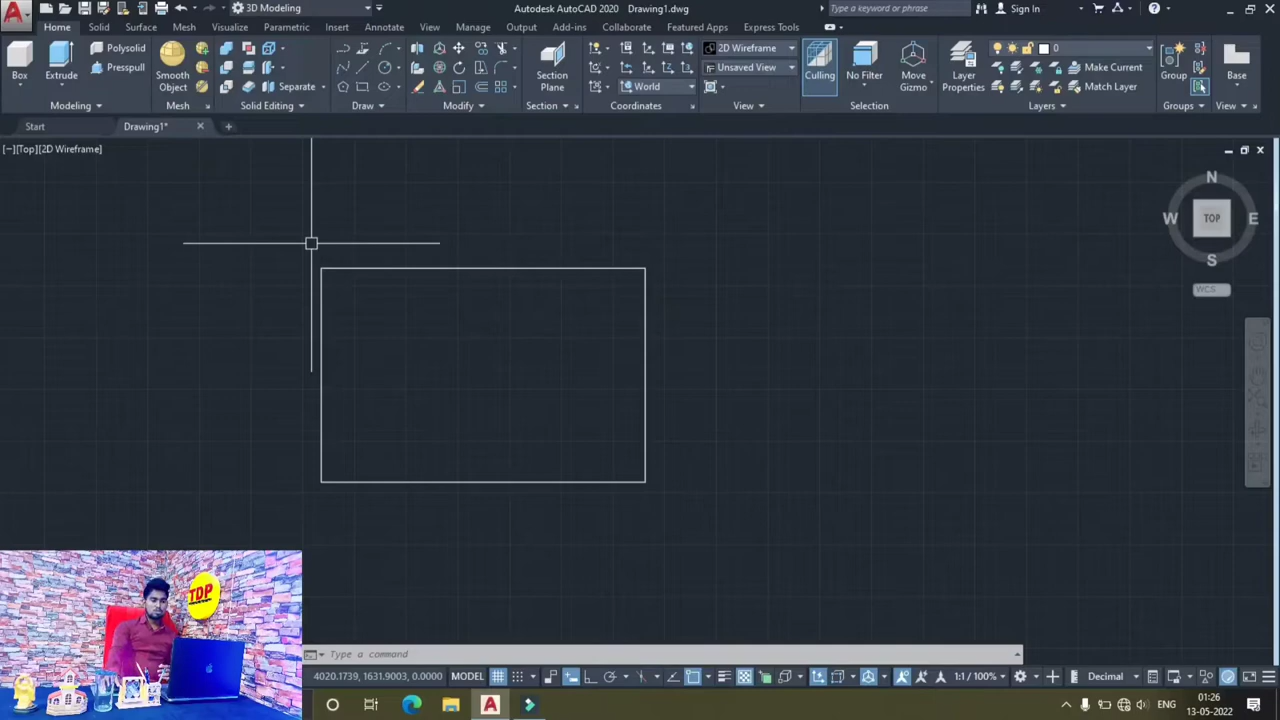 3D Modeling
Autodesk AutoCAD 2020 Drawing1.dwg
Type a keyword or phrase
Sign In
Home Solid Surface Mesh Visualize Parametric Insert Annotate View Manage Output Add-ins Collaborate Featured Apps Express Tools
Box
Extrude
Polysolid
Presspull
Smooth
Object
Separate
Section
Plane
World
2D Wireframe
Unsaved View
Culling
No Filter
Move
Gizmo
Layer
Properties
0
Make Current
Match Layer
Group
Base
Modeling Mesh Solid Editing Draw Modify Section Coordinates View Selection Layers Groups View
Start Drawing1*
[−][Top][2D Wireframe]
N
W TOP E
S
WCS
TDP
Type a command
4020.1739, 1631.9003, 0.0000 MODEL 1:1 / 100% Decimal
ENG
01:26
13-05-2022